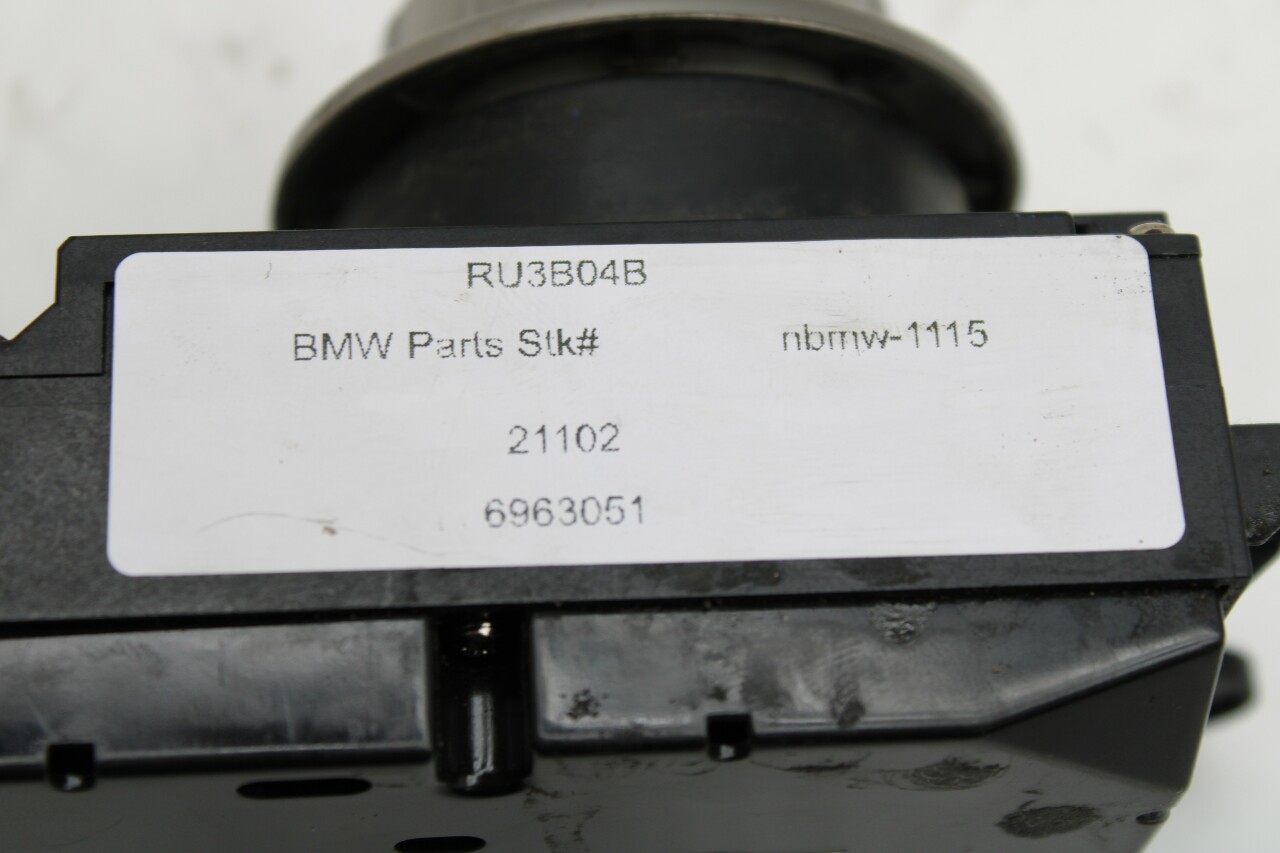 RU3B04B
BMW Parts Stk# nbmw-1115
21102
6963051